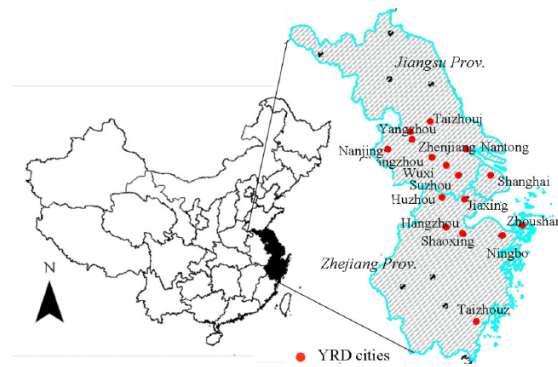 Jiangsu Prov.
Taizhouj
Yangzhou
Zhenjiang Nantong
Nanjing
ngzhou
Wuxi
Shanghai
Suzhou
Huzhou
Jiaxing
Hangzhou
Zhoushan
Shaoxing
Ningbo
Zhejiang Prov.
N
Taizhouz
YRD cities